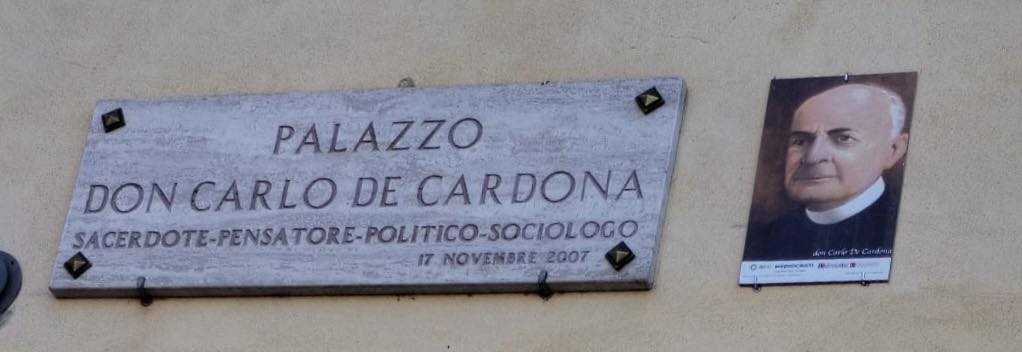 PALAZZO
DON CARLO DE CARDONA
SACERDOTE-PENSATORE-POLITICO-SOCIOLOGO
17 NOVEMBRE 2007
don Carlo De Cardona